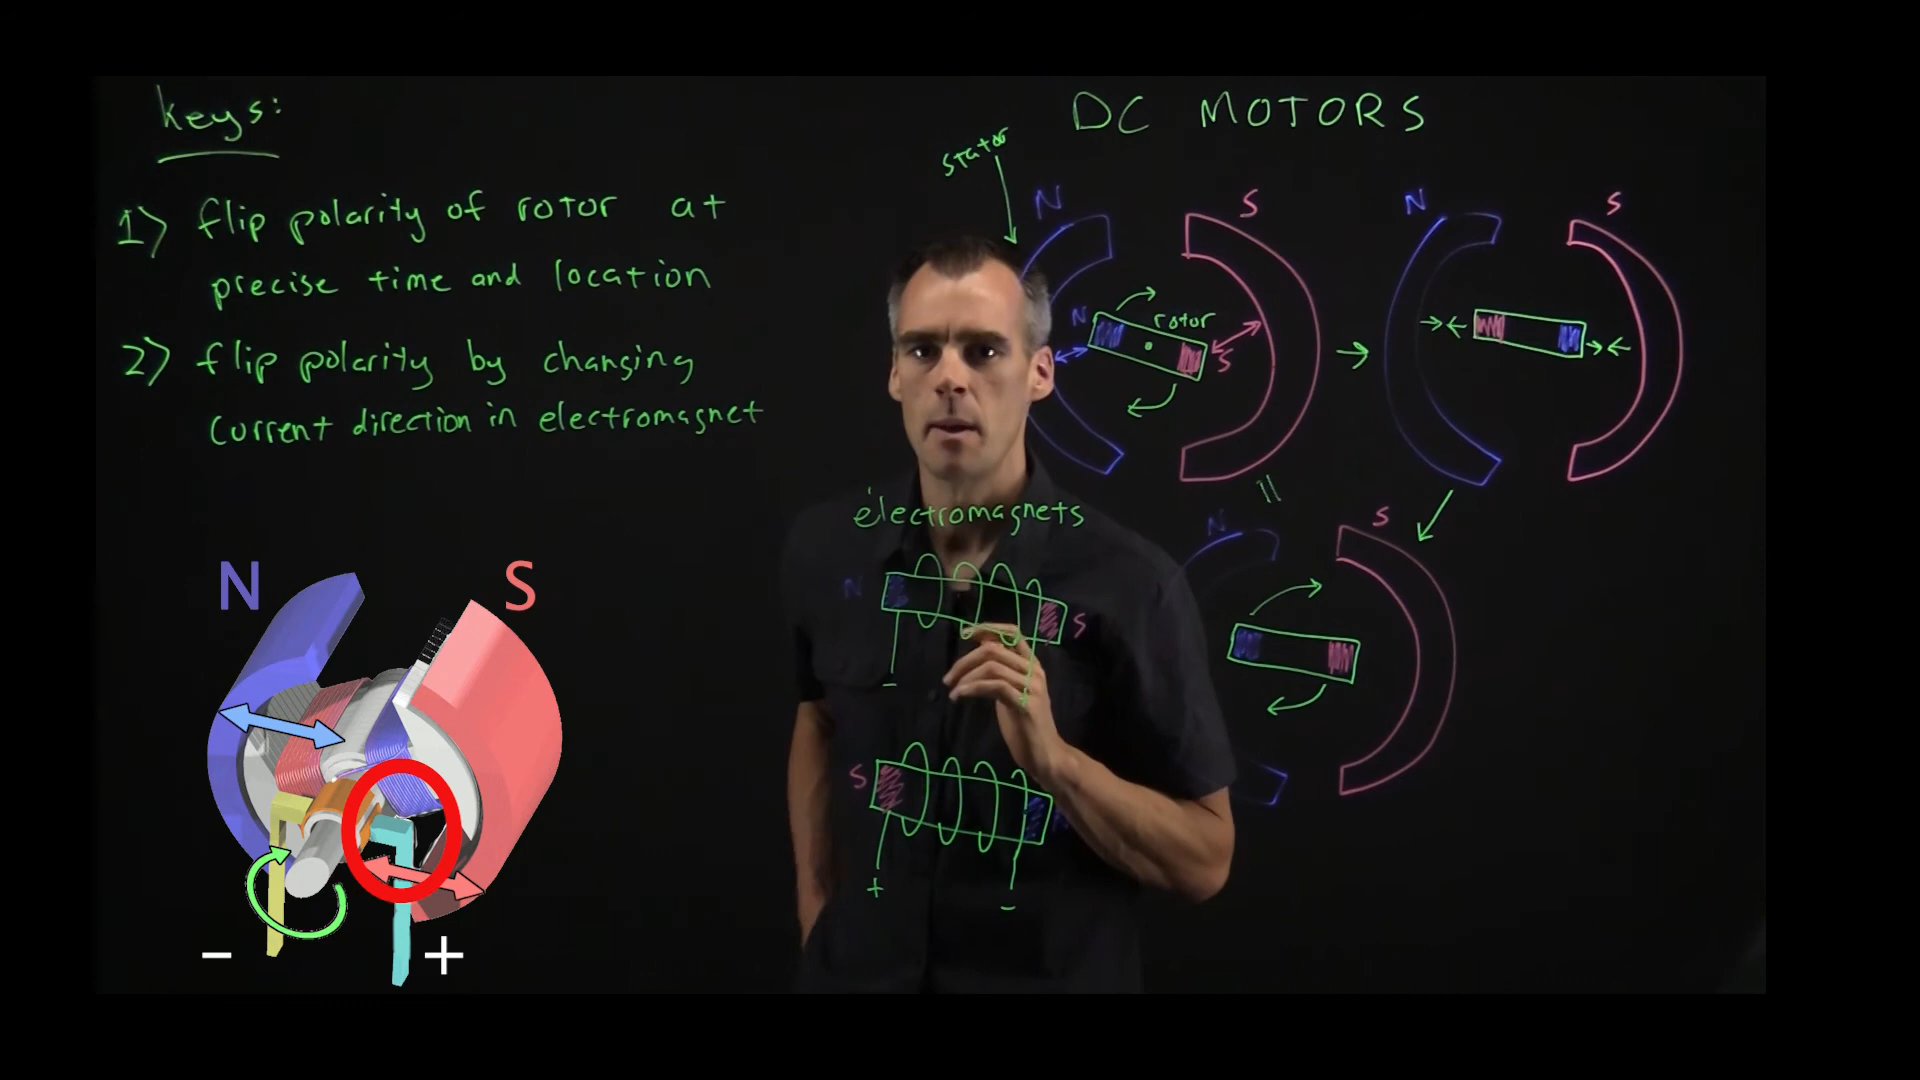 keys:
1) flip polarity of rotor at
precise time and location
2) flip polarity by changing
current direction in electromagnet
DC MOTORS
stator
N
S
N
S
N
rotor
S
electromagnets
N
S
-
+
S
+
-
N
S
N
S
-
+